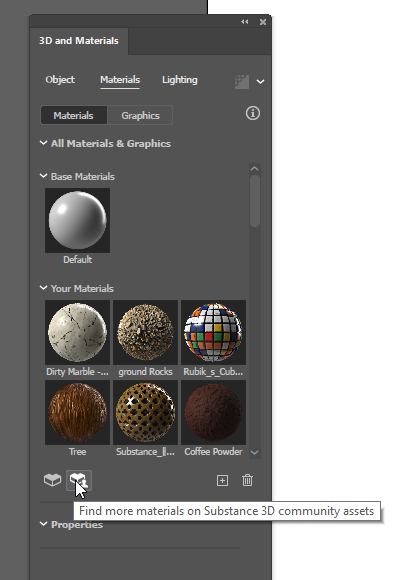 3D and Materials
Object Materials Lighting
Materials Graphics
All Materials & Graphics
Base Materials
Default
Your Materials
Dirty Marble -... ground Rocks Rubik_s_Cub...
Tree Substance_|l... Coffee Powder
Find more materials on Substance 3D community assets
Properties